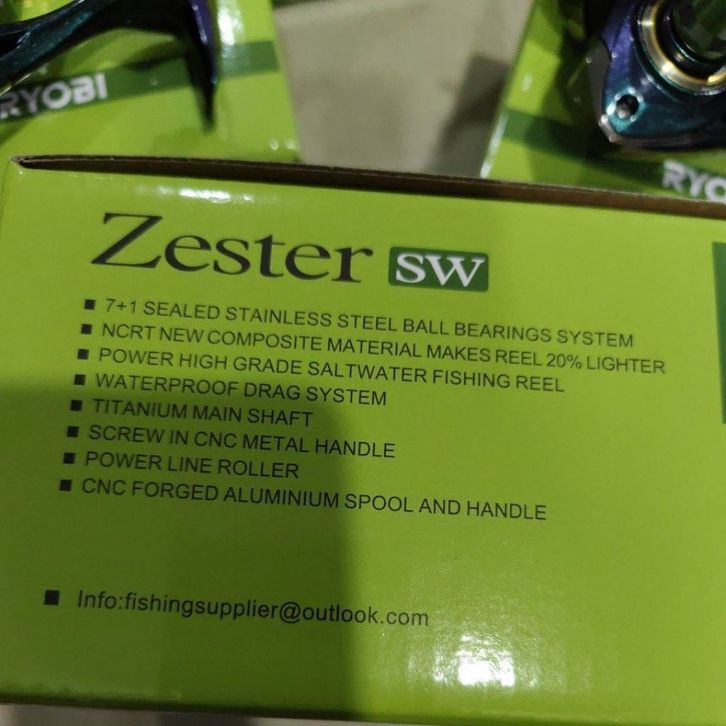 RYOBI
RYO
Zester SW
■ 7+1 SEALED STAINLESS STEEL BALL BEARINGS SYSTEM
■ NCRT NEW COMPOSITE MATERIAL MAKES REEL 20% LIGHTER
■ POWER HIGH GRADE SALTWATER FISHING REEL
■ WATERPROOF DRAG SYSTEM
■ TITANIUM MAIN SHAFT
■ SCREW IN CNC METAL HANDLE
■ POWER LINE ROLLER
■ CNC FORGED ALUMINIUM SPOOL AND HANDLE
■ Info:fishingsupplier@outlook.com